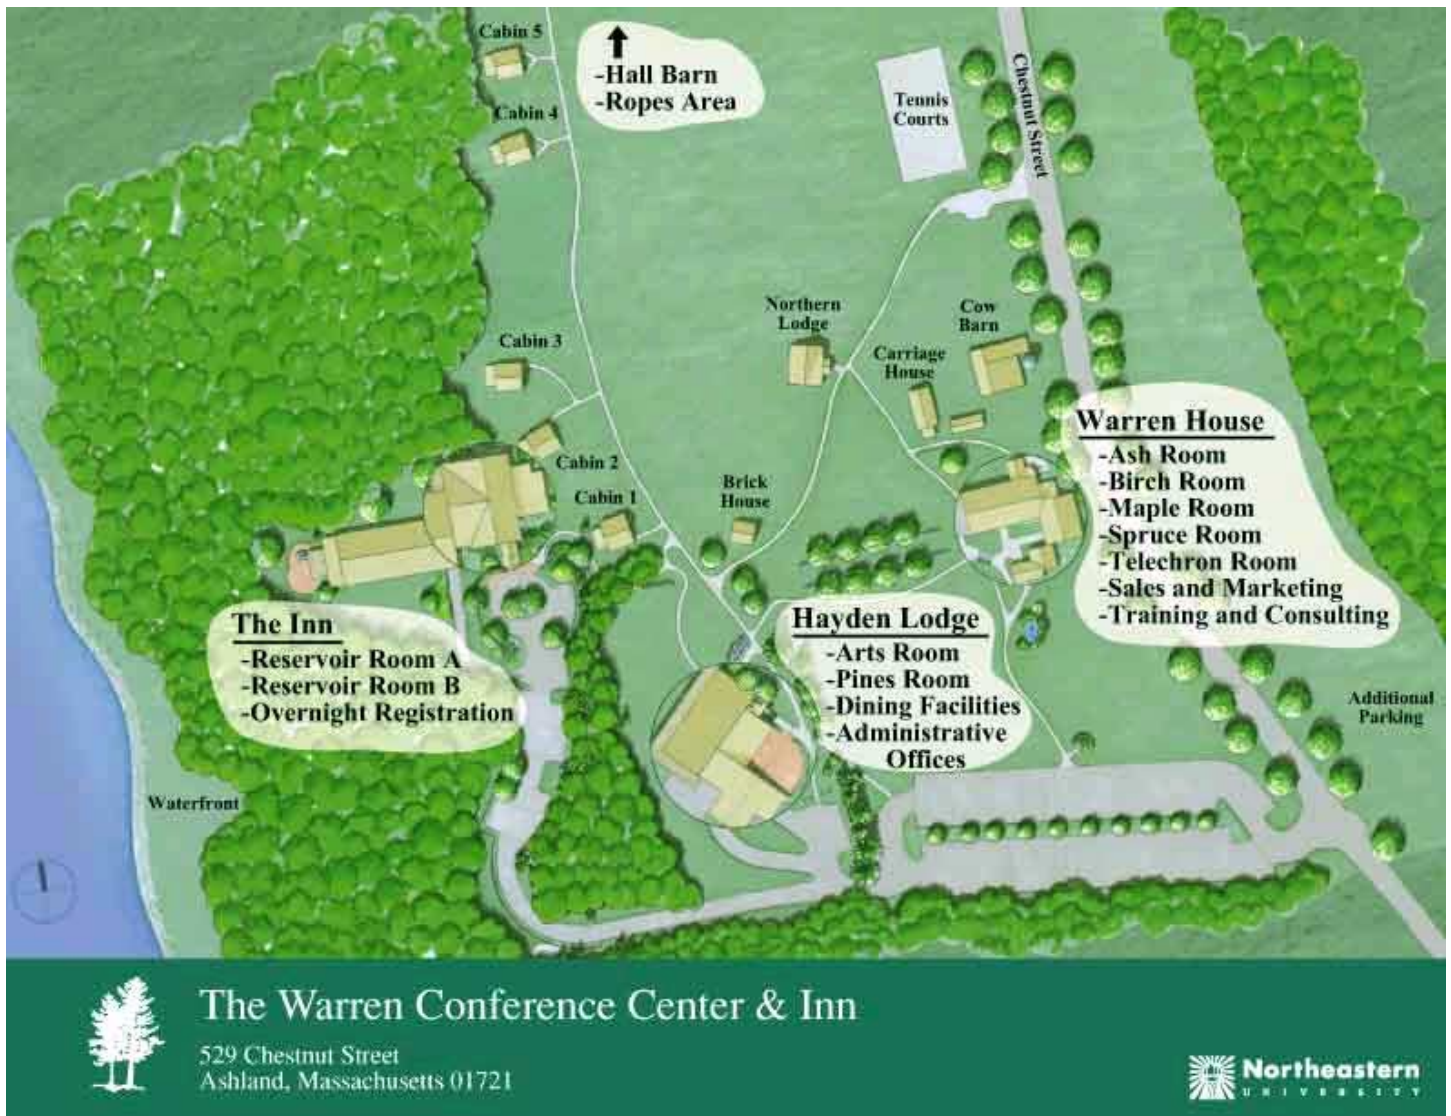 Cabin 5
-Hall Barn
-Ropes Area
Cabin 4
Tennis
Courts
Chestnut Street
Northern
Lodge
Cow
Barn
Cabin 3
Carriage
House
Cabin 2
Cabin 1
Brick
House
Warren House
-Ash Room
-Birch Room
-Maple Room
-Spruce Room
-Telechron Room
-Sales and Marketing
-Training and Consulting
The Inn
-Reservoir Room A
-Reservoir Room B
-Overnight Registration
Hayden Lodge
-Arts Room
-Pines Room
-Dining Facilities
-Administrative
Offices
Additional
Parking
Waterfront
The Warren Conference Center & Inn
529 Chestnut Street
Ashland, Massachusetts 01721
Northeastern
UNIVERSITY